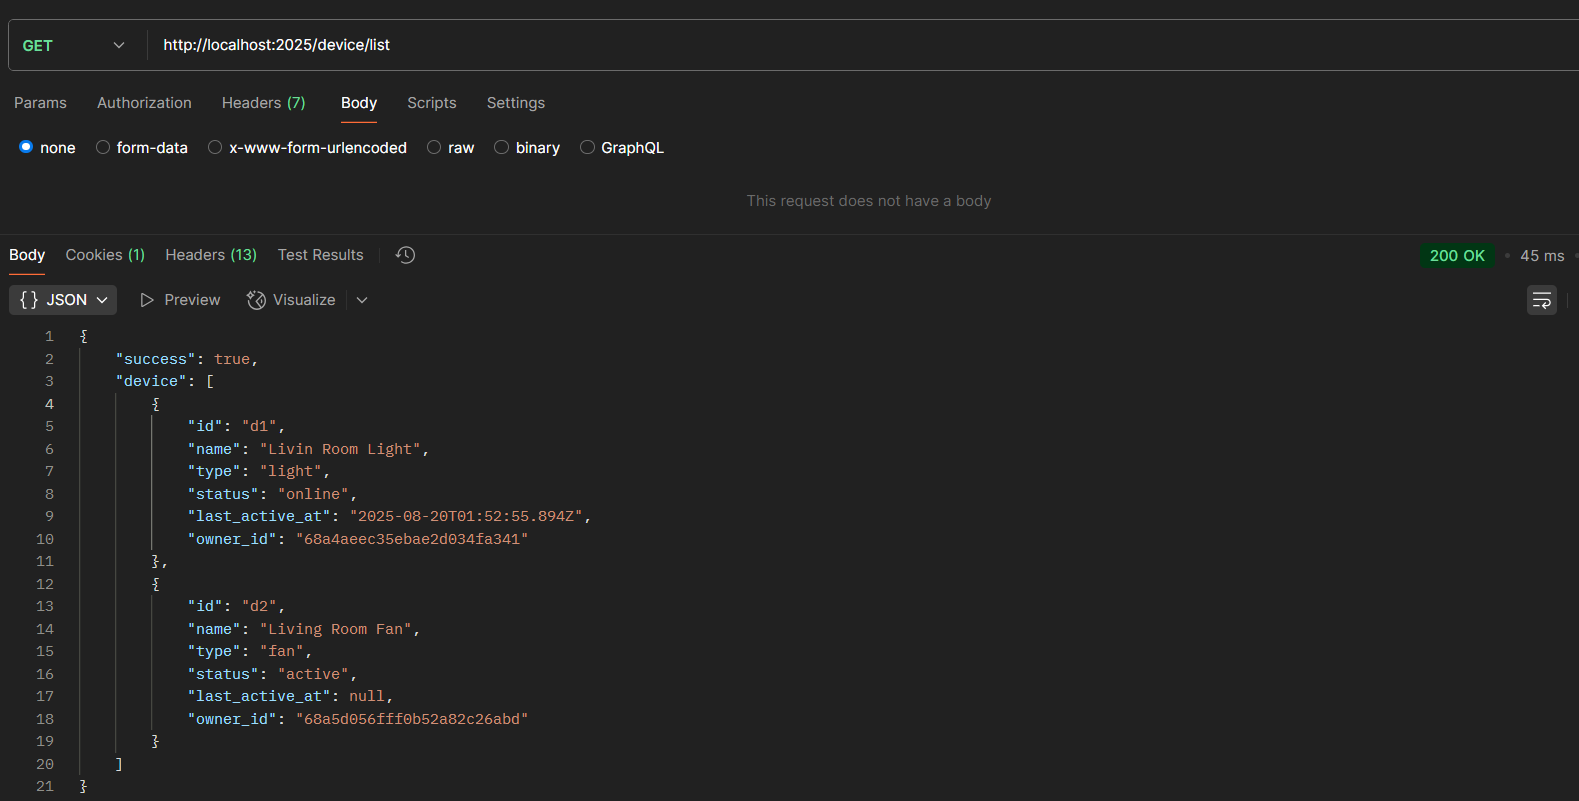 GET http://localhost:2025/device/list
Params Authorization Headers (7) Body Scripts Settings
none form-data x-www-form-urlencoded raw binary GraphQL
This request does not have a body
Body Cookies (1) Headers (13) Test Results 200 OK • 45 ms •
{} JSON Preview Visualize
1 {
2 "success": true,
3 "device": [
4 {
5 "id": "d1",
6 "name": "Livin Room Light",
7 "type": "light",
8 "status": "online",
9 "last_active_at": "2025-08-20T01:52:55.894Z",
10 "owner_id": "68a4aeec35ebae2d034fa341"
11 },
12 {
13 "id": "d2",
14 "name": "Living Room Fan",
15 "type": "fan",
16 "status": "active",
17 "last_active_at": null,
18 "owner_id": "68a5d056fff0b52a82c26abd"
19 }
20 ]
21 }